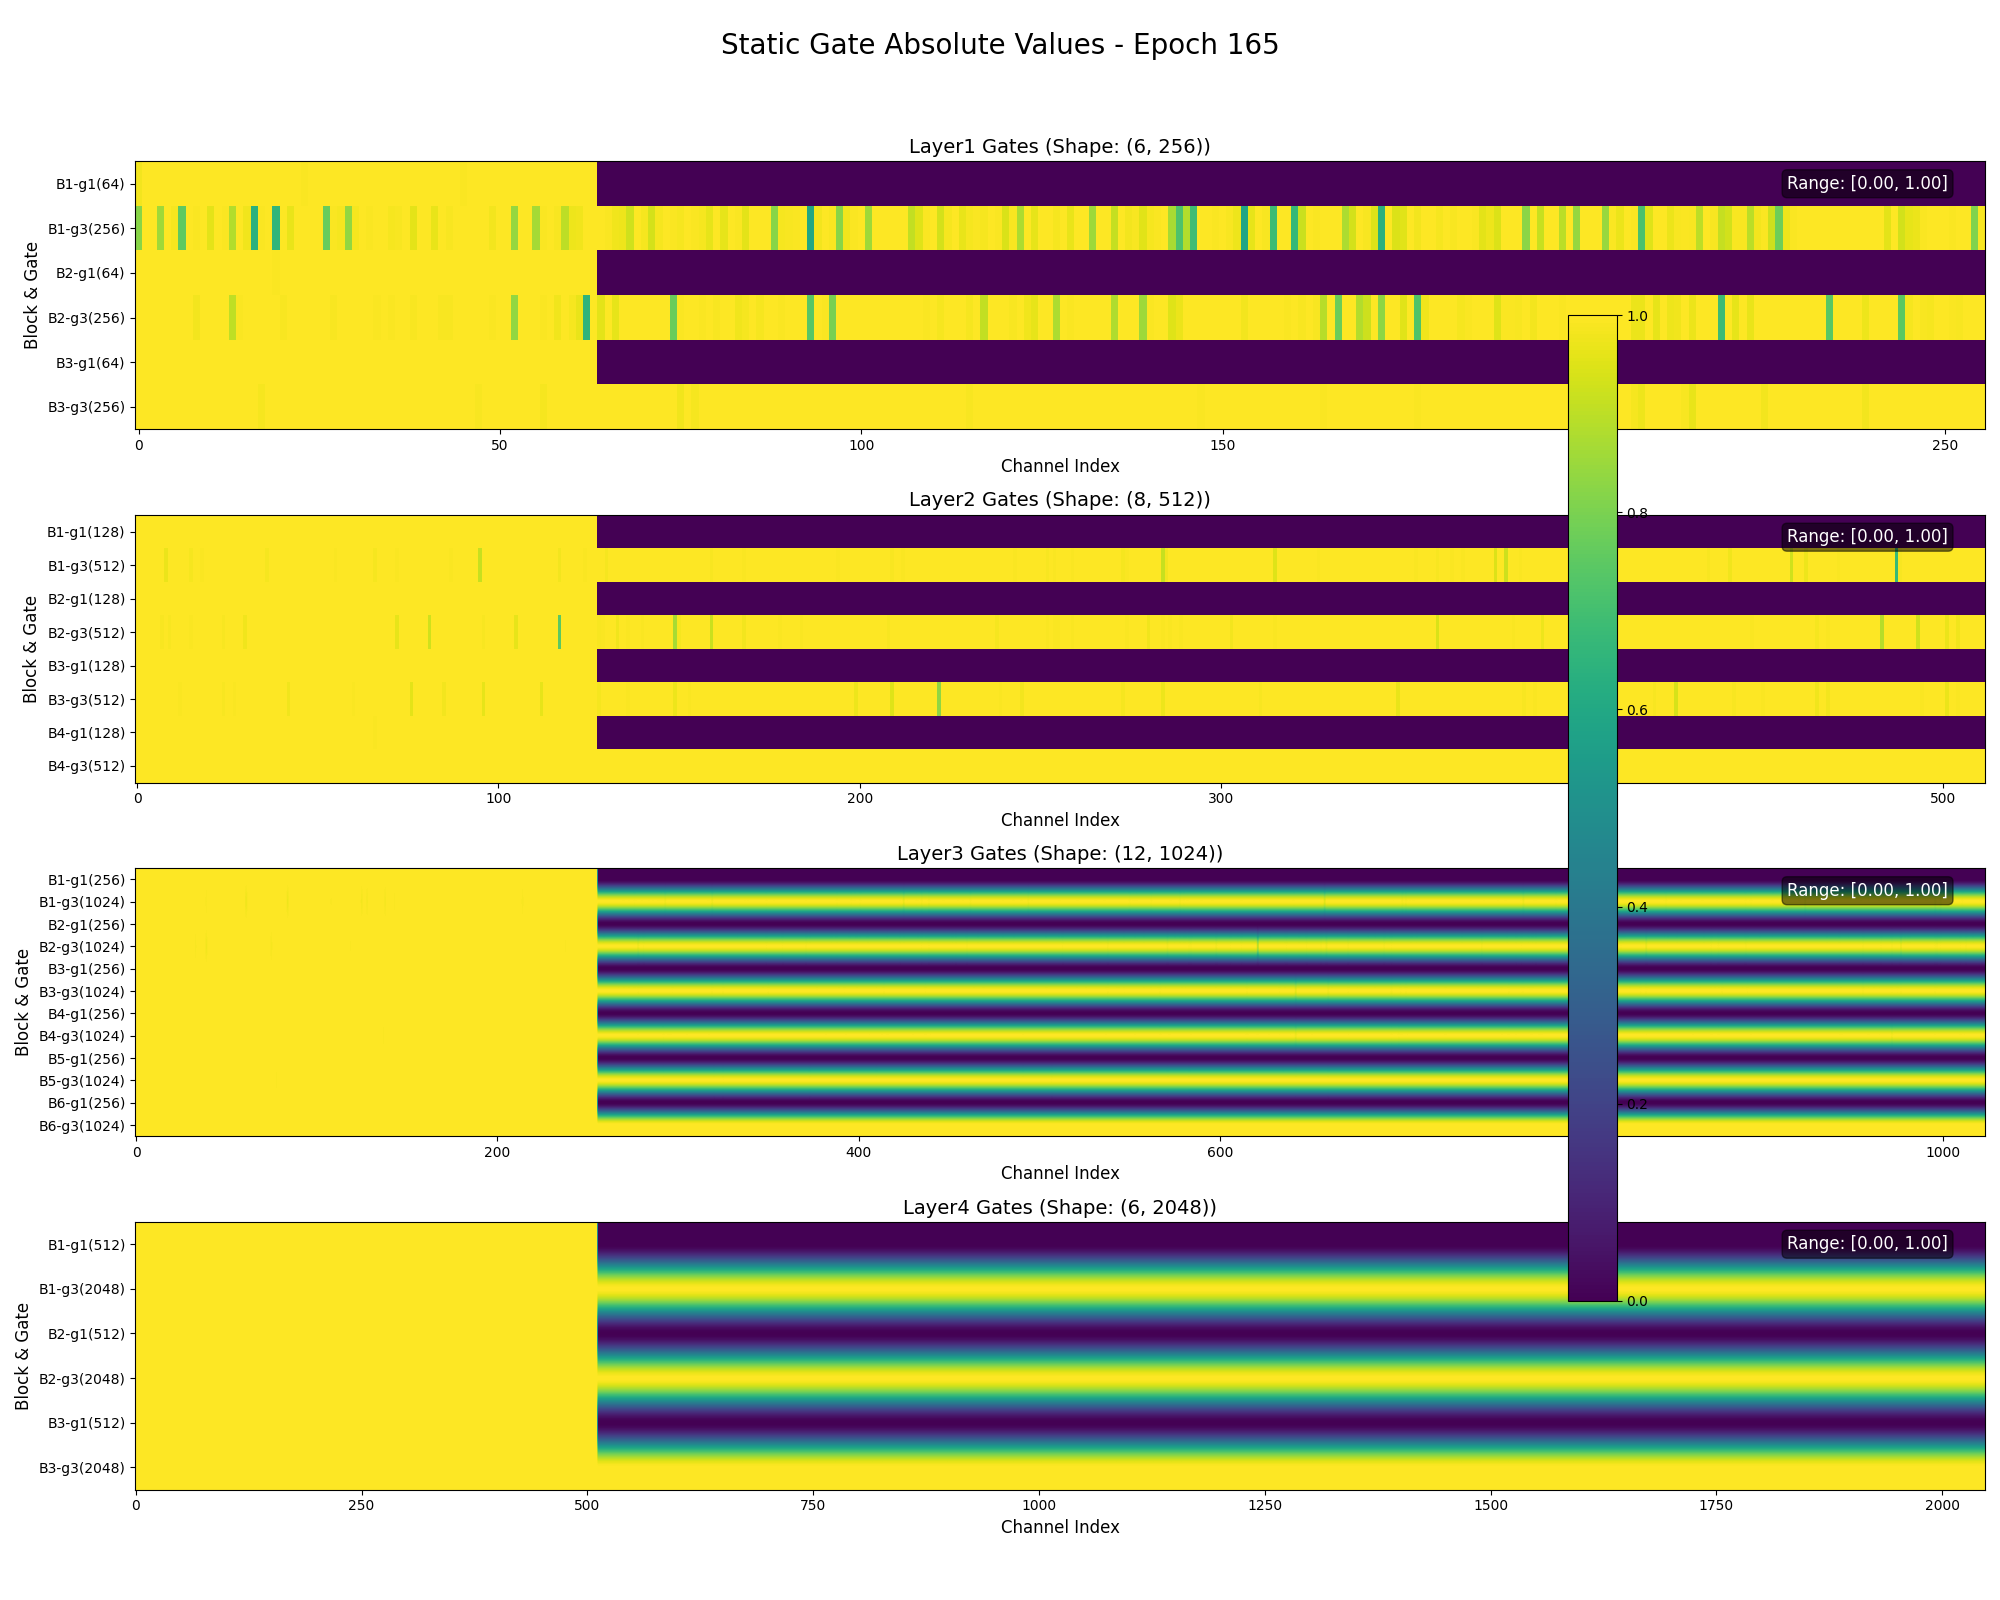 Static Gate Absolute Values - Epoch 165
Layer1 Gates (Shape: (6, 256))
Block & Gate
B1-g1(64)
B1-g3(256)
B2-g1(64)
B2-g3(256)
B3-g1(64)
B3-g3(256)
Range: [0.00, 1.00]
0 50 100 150 250
Channel Index
Layer2 Gates (Shape: (8, 512))
Block & Gate
B1-g1(128)
B1-g3(512)
B2-g1(128)
B2-g3(512)
B3-g1(128)
B3-g3(512)
B4-g1(128)
B4-g3(512)
Range: [0.00, 1.00]
0 100 200 300 500
Channel Index
Layer3 Gates (Shape: (12, 1024))
Block & Gate
B1-g1(256)
B1-g3(1024)
B2-g1(256)
B2-g3(1024)
B3-g1(256)
B3-g3(1024)
B4-g1(256)
B4-g3(1024)
B5-g1(256)
B5-g3(1024)
B6-g1(256)
B6-g3(1024)
Range: [0.00, 1.00]
0 200 400 600 1000
Channel Index
Layer4 Gates (Shape: (6, 2048))
Block & Gate
B1-g1(512)
B1-g3(2048)
B2-g1(512)
B2-g3(2048)
B3-g1(512)
B3-g3(2048)
Range: [0.00, 1.00]
0 250 500 750 1000 1250 1500 1750 2000
Channel Index
1.0
0.8
0.6
0.4
0.2
0.0